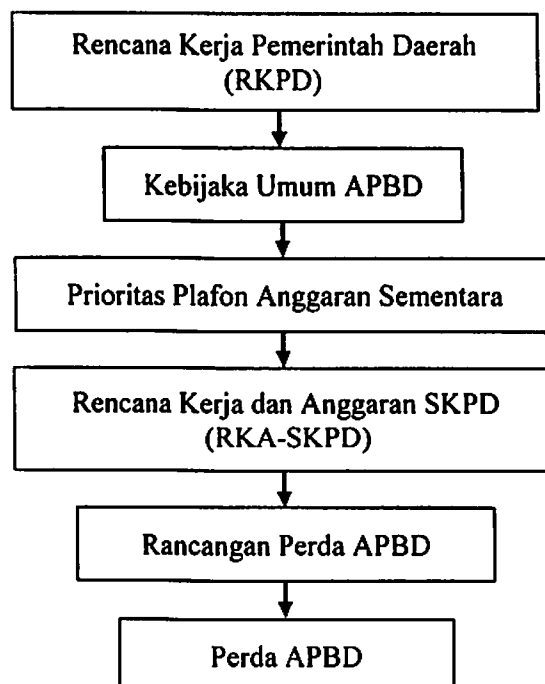 Rencana Kerja Pemerintah Daerah
(RKPD)
Kebijaka Umum APBD
Prioritas Plafon Anggaran Sementara
Rencana Kerja dan Anggaran SKPD
(RKA-SKPD)
Rancangan Perda APBD
Perda APBD